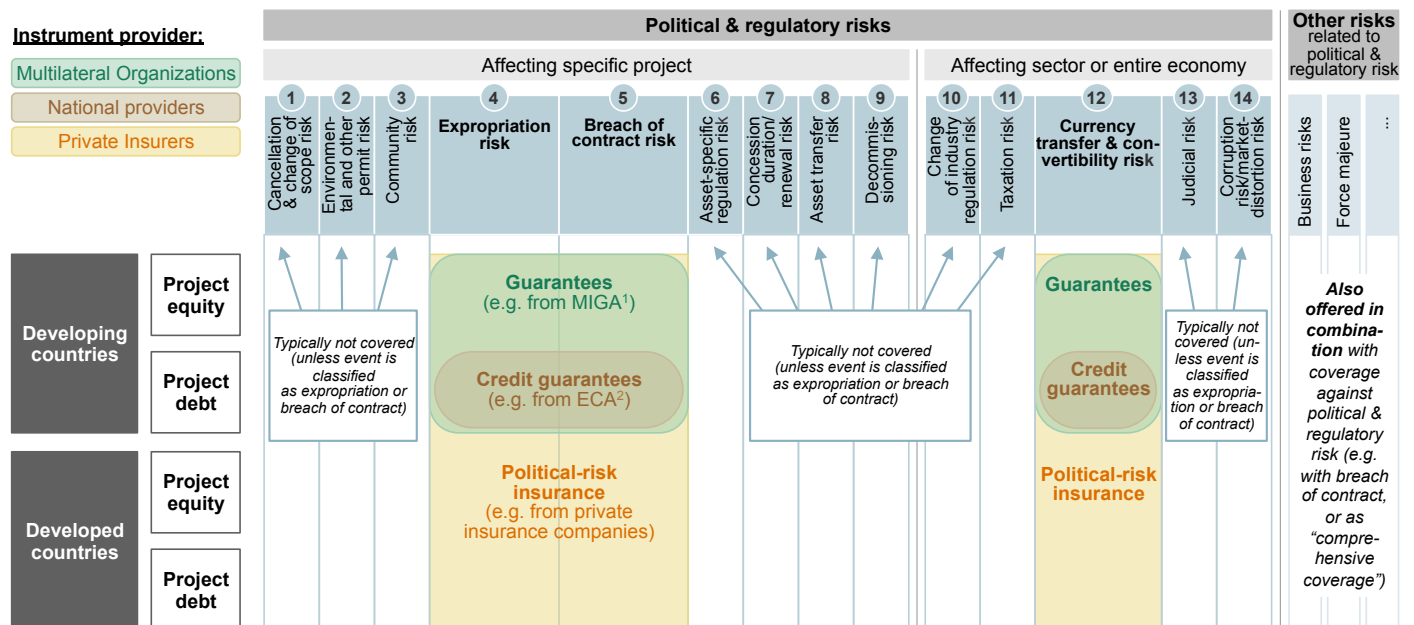 Instrument provider:
Multilateral Organizations
National providers
Private Insurers
Political & regulatory risks
Other risks
related to
political &
regulatory risk
Affecting specific project
Affecting sector or entire economy
1
Cancellation
& change of
scope risk
2
Environmen-
tal and other
permit risk
3
Community
risk
4
Expropriation
risk
5
Breach of
contract risk
6
Asset-specific
regulation risk
7
Concession
duration/
renewal risk
8
Asset transfer
risk
9
Decommis-
sioning risk
10
Change
of industry
regulation risk
11
Taxation risk
12
Currency
transfer & con-
vertibility risk
13
Judicial risk
14
Corruption
risk/market-
distortion risk
Business risks
Force majeure
...
Developing
countries
Project
equity
Project
debt
Developed
countries
Project
equity
Project
debt
Typically not covered
(unless event is
classified
as expropriation or
breach of contract)
Guarantees
(e.g. from MIGA1)
Credit guarantees
(e.g. from ECA2)
Political-risk
insurance
(e.g. from private
insurance companies)
Typically not covered
(unless event is classified
as expropriation or breach
of contract)
Guarantees
Credit
guarantees
Political-risk
insurance
Typically not
covered (un-
less event is
classified
as expropria-
tion or breach
of contract)
Also
offered in
combina-
tion with
coverage
against
political &
regulatory
risk (e.g.
with breach
of contract,
or as
“compre-
hensive
coverage”)